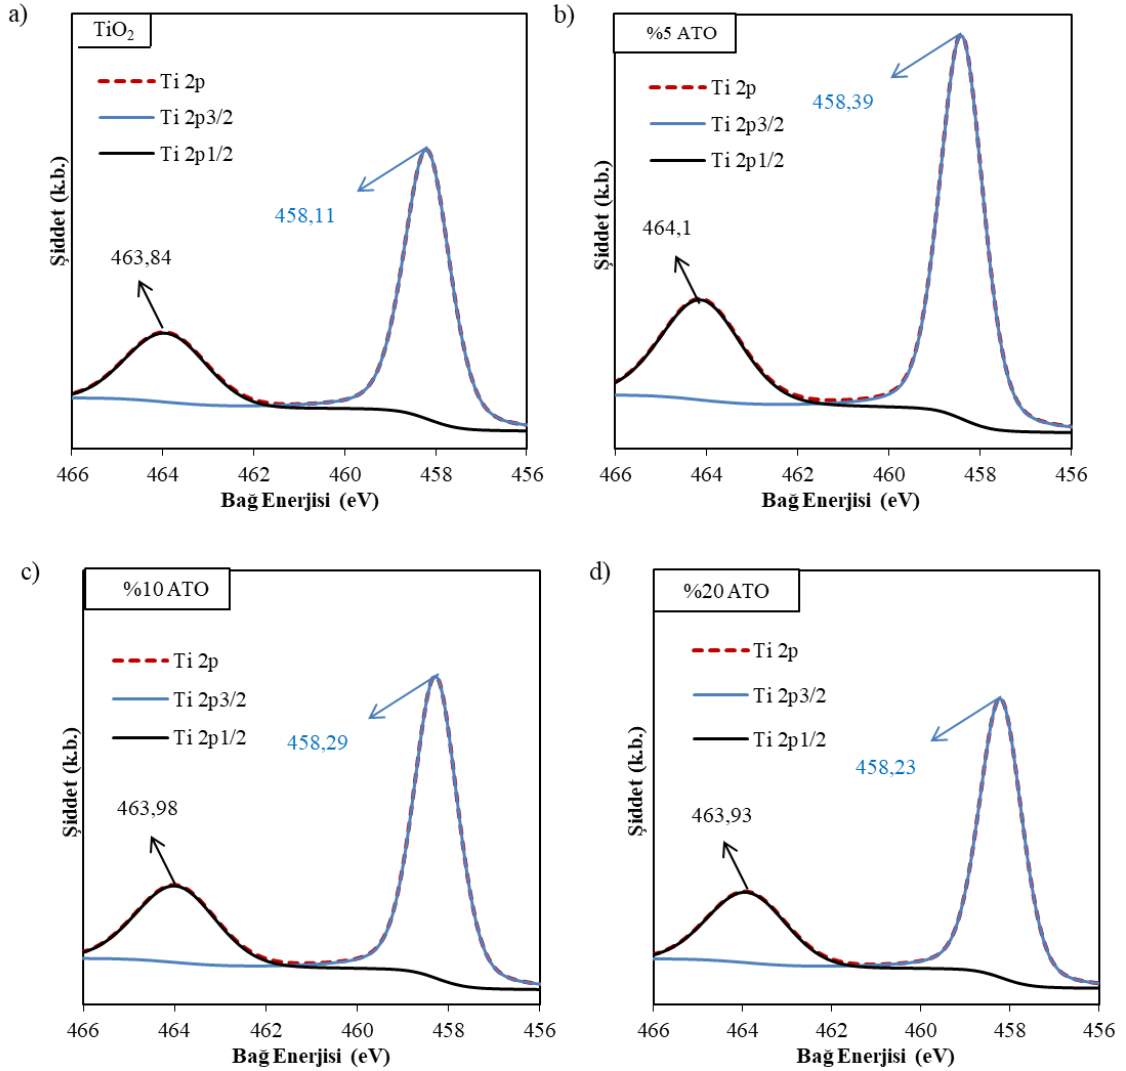 a)
TiO₂
Ti 2p
Ti 2p3/2
Ti 2p1/2
458,11
463,84
Şiddet (k.b.)
466 464 462 460 458 456
Bağ Enerjisi (eV)
b)
%5 ATO
Ti 2p
Ti 2p3/2
Ti 2p1/2
458,39
464,1
Şiddet (k.b.)
466 464 462 460 458 456
Bağ Enerjisi (eV)
c)
%10 ATO
Ti 2p
Ti 2p3/2
Ti 2p1/2
458,29
463,98
Şiddet (k.b.)
466 464 462 460 458 456
Bağ Enerjisi (eV)
d)
%20 ATO
Ti 2p
Ti 2p3/2
Ti 2p1/2
458,23
463,93
Şiddet (k.b.)
466 464 462 460 458 456
Bağ Enerjisi (eV)